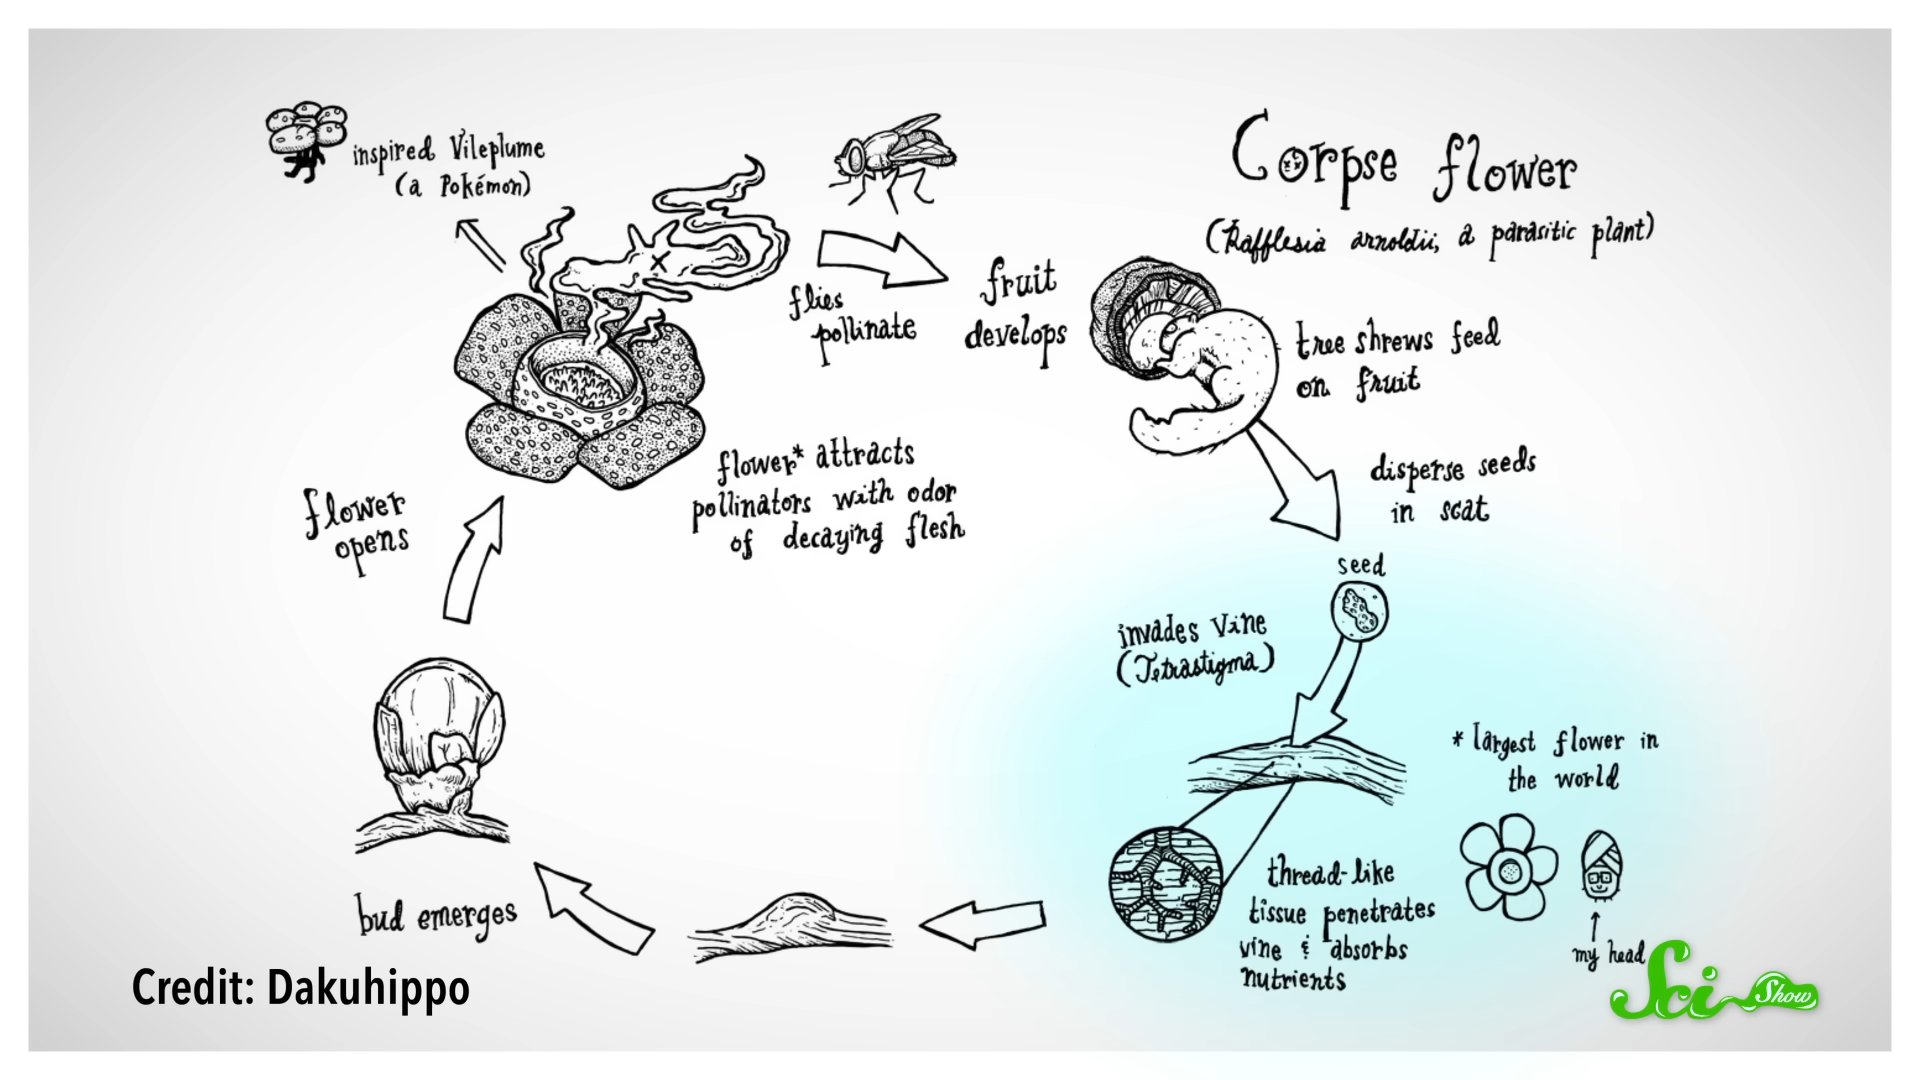 Corpse flower
(Rafflesia arnoldii, a parasitic plant)
inspired Vileplume
(a Pokémon)
flies
pollinate
fruit
develops
tree shrews feed
on fruit
disperse seeds
in scat
seed
invades vine
(Tetrastigma)
thread-like
tissue penetrates
vine & absorbs
nutrients
bud emerges
flower
opens
flower* attracts
pollinators with odor
of decaying flesh
* largest flower in
the world
my head
Credit: Dakuhippo
Sci Show